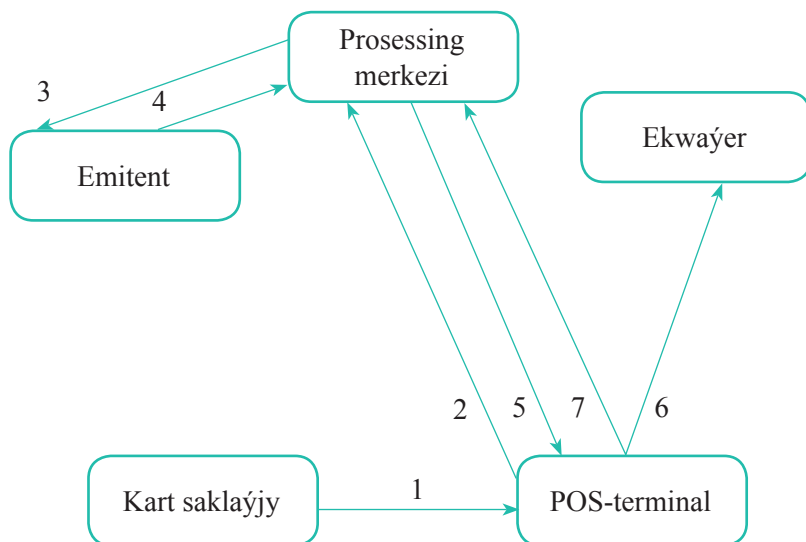 Prosessing
merkezi
3
4
Ekwaýer
Emitent
2
5
7
6
Kart saklaýjy
1
POS-terminal